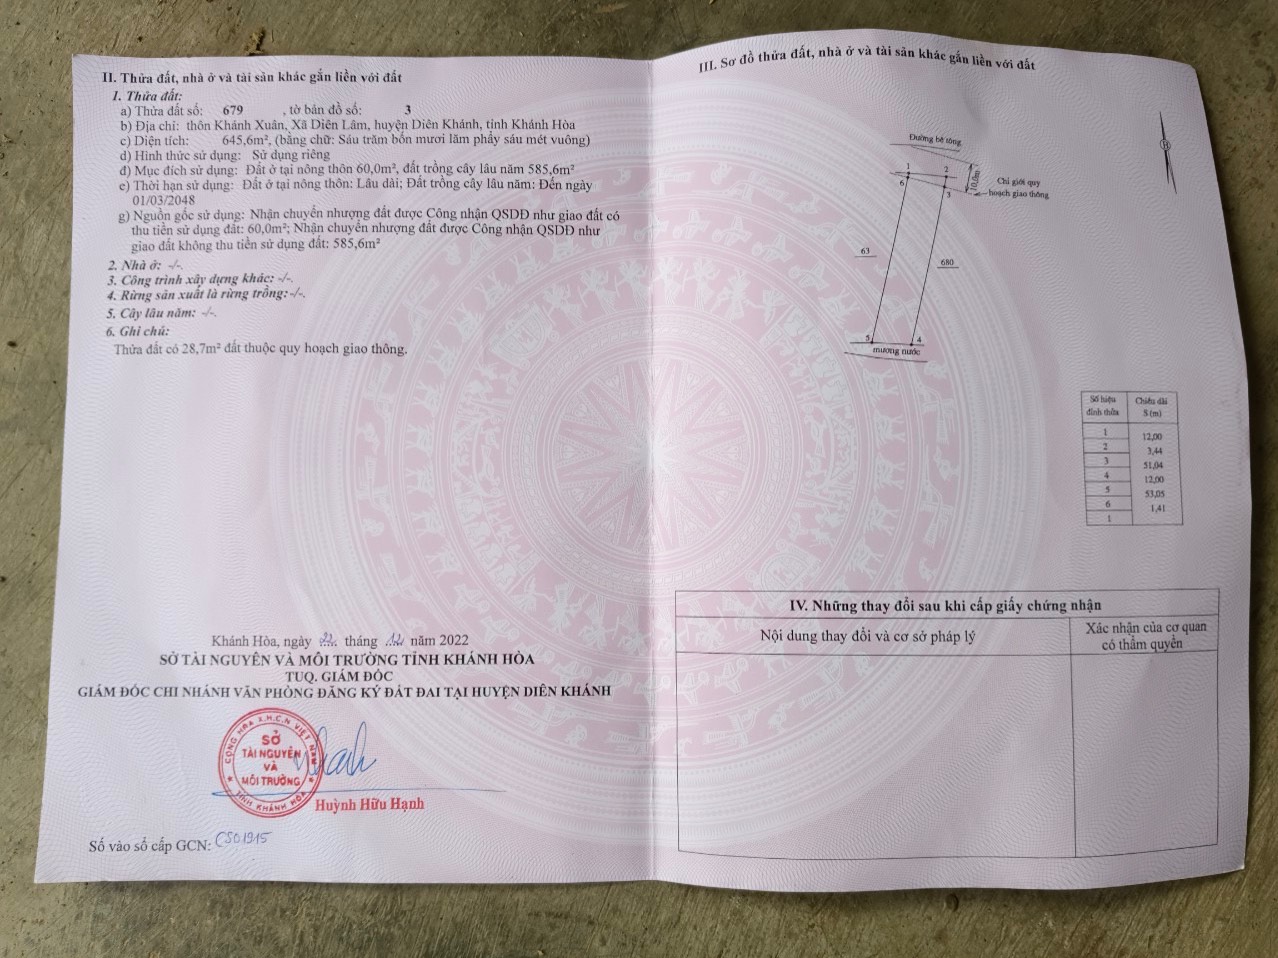 II. Thửa đất, nhà ở và tài sản khác gắn liền với đất
1. Thửa đất:
a) Thửa đất số: 679 , tờ bản đồ số: 3
b) Địa chỉ: thôn Khánh Xuân, Xã Diên Lâm, huyện Diên Khánh, tỉnh Khánh Hòa
c) Diện tích: 645,6m², (bằng chữ: Sáu trăm bốn mươi lăm phẩy sáu mét vuông)
d) Hình thức sử dụng: Sử dụng riêng
đ) Mục đích sử dụng: Đất ở tại nông thôn 60,0m², đất trồng cây lâu năm 585,6m²
e) Thời hạn sử dụng: Đất ở tại nông thôn: Lâu dài; Đất trồng cây lâu năm: Đến ngày
01/03/2048
g) Nguồn gốc sử dụng: Nhận chuyển nhượng đất được Công nhận QSDĐ như giao đất có
thu tiền sử dụng đất: 60,0m²; Nhận chuyển nhượng đất được Công nhận QSDĐ như
giao đất không thu tiền sử dụng đất: 585,6m²
2. Nhà ở: -/-.
3. Công trình xây dựng khác: -/-.
4. Rừng sản xuất là rừng trồng:-/-.
5. Cây lâu năm: -/-.
6. Ghi chú:
Thửa đất có 28,7m² đất thuộc quy hoạch giao thông.
Khánh Hòa, ngày 22 tháng 12 năm 2022
SỞ TÀI NGUYÊN VÀ MÔI TRƯỜNG TỈNH KHÁNH HÒA
TUQ. GIÁM ĐỐC
GIÁM ĐỐC CHI NHÁNH VĂN PHÒNG ĐĂNG KÝ ĐẤT ĐAI TẠI HUYỆN DIÊN KHÁNH
CỘNG HÒA X.H.C.N VIỆT NAM
SỞ
TÀI NGUYÊN
VÀ
MÔI TRƯỜNG
TỈNH KHÁNH HÒA
Huỳnh Hữu Hạnh
Số vào sổ cấp GCN: CS01915
III. Sơ đồ thửa đất, nhà ở và tài sản khác gắn liền với đất
Đường bê tông
1
2
6
3
10,0m
Chỉ giới quy
hoạch giao thông
63
680
5
4
mương nước
Số hiệu
đỉnh thửa
Chiều dài
S (m)
1
12,00
2
3,44
3
51,04
4
12,00
5
53,05
6
1,41
1
IV. Những thay đổi sau khi cấp giấy chứng nhận
Nội dung thay đổi và cơ sở pháp lý
Xác nhận của cơ quan
có thẩm quyền